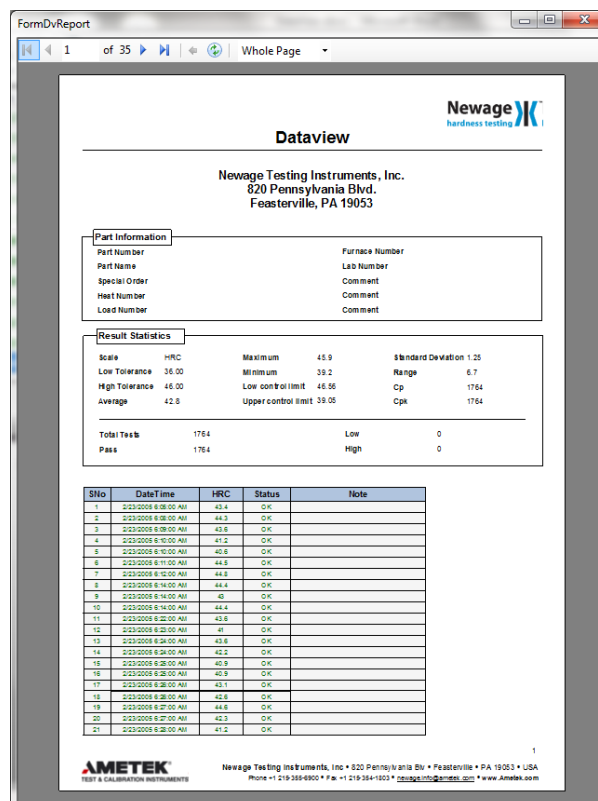 FormDvReport
1 of 35 Whole Page
Newage
hardness testing
Dataview
Newage Testing Instruments, Inc.
820 Pennsylvania Blvd.
Feasterville, PA 19053
Part Information
Part Number Furnace Number
Part Name Lab Number
Special Order Comment
Heat Number Comment
Load Number Comment
Result Statistics
Scale HRC Maximum 45.9 Standard Deviation 1.25
Low Tolerance 36.00 Minimum 39.2 Range 6.7
High Tolerance 46.00 Low control limit 46.56 Cp 1764
Average 42.8 Upper control limit 39.05 Cpk 1764
Total Tests 1764 Low 0
Pass 1764 High 0
SNo DateTime HRC Status Note
1 2/23/2005 6:05:00 AM 43.4 OK
2 2/23/2005 6:08:00 AM 44.3 OK
3 2/23/2005 6:09:00 AM 43.6 OK
4 2/23/2005 6:10:00 AM 41.2 OK
5 2/23/2005 6:10:00 AM 40.6 OK
6 2/23/2005 6:11:00 AM 44.5 OK
7 2/23/2005 6:12:00 AM 44.8 OK
8 2/23/2005 6:14:00 AM 44.4 OK
9 2/23/2005 6:14:00 AM 43 OK
10 2/23/2005 6:14:00 AM 44.4 OK
11 2/23/2005 6:22:00 AM 43.6 OK
12 2/23/2005 6:23:00 AM 41 OK
13 2/23/2005 6:24:00 AM 43.6 OK
14 2/23/2005 6:24:00 AM 42.2 OK
15 2/23/2005 6:25:00 AM 40.9 OK
16 2/23/2005 6:25:00 AM 40.9 OK
17 2/23/2005 6:26:00 AM 43.1 OK
18 2/23/2005 6:26:00 AM 42.6 OK
19 2/23/2005 6:27:00 AM 44.6 OK
20 2/23/2005 6:27:00 AM 42.3 OK
21 2/23/2005 6:28:00 AM 41.2 OK
1
AMETEK
TEST & CALIBRATION INSTRUMENTS
Newage Testing Instruments, Inc • 820 Pennsylvania Blv • Feasterville • PA 19053 • USA
Phone +1 215-355-6900 • Fax +1 215-354-1803 • newage.info@ametek.com • www.Ametek.com